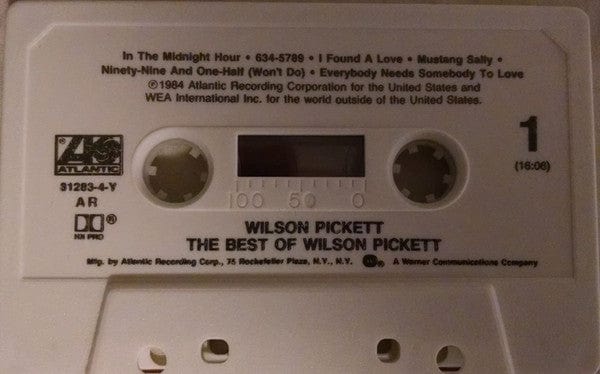 In The Midnight Hour • 634-5789 • I Found A Love • Mustang Sally •
Ninety-Nine And One-Half (Won't Do) • Everybody Needs Somebody To Love
℗1984 Atlantic Recording Corporation for the United States and
WEA International Inc. for the world outside of the United States.
ATLANTIC
31283-4-Y
AR
HX PRO
1
(16:06)
100 50 0
WILSON PICKETT
THE BEST OF WILSON PICKETT
Mfg. by Atlantic Recording Corp., 75 Rockefeller Plaza, N.Y., N.Y. A Warner Communications Company